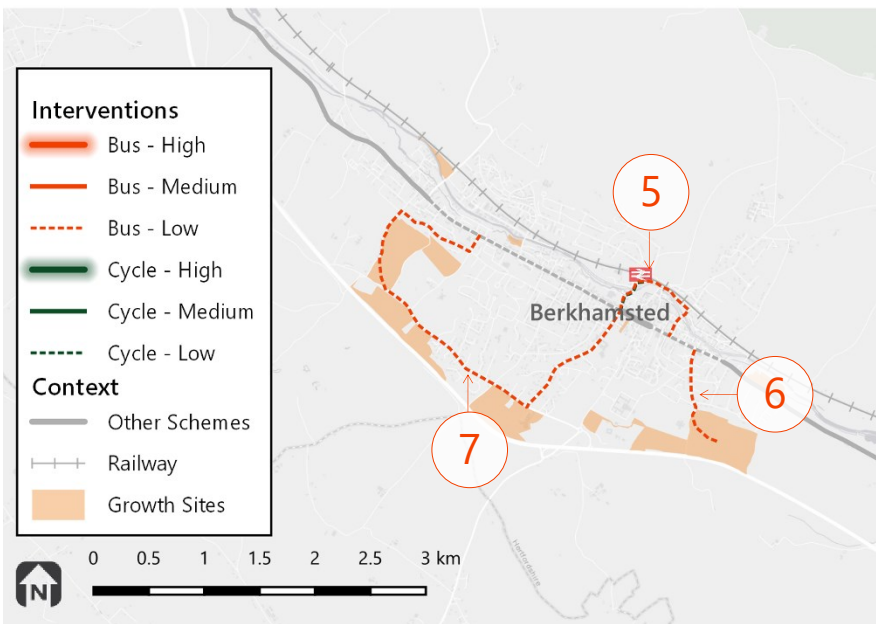 Interventions
Bus - High
Bus - Medium
Bus - Low
Cycle - High
Cycle - Medium
Cycle - Low
Context
Other Schemes
Railway
Growth Sites
5
Berkhamsted
6
7
Hertfordshire
0 0.5 1 1.5 2 2.5 3 km
N